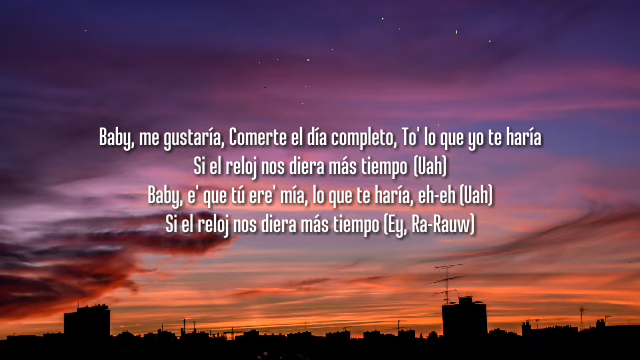 Baby, me gustaría, Comerte el día completo, To' lo que yo te haría
Si el reloj nos diera más tiempo (Uah)
Baby, e' que tú ere' mía, lo que te haría, eh-eh (Uah)
Si el reloj nos diera más tiempo (Ey, Ra-Rauw)